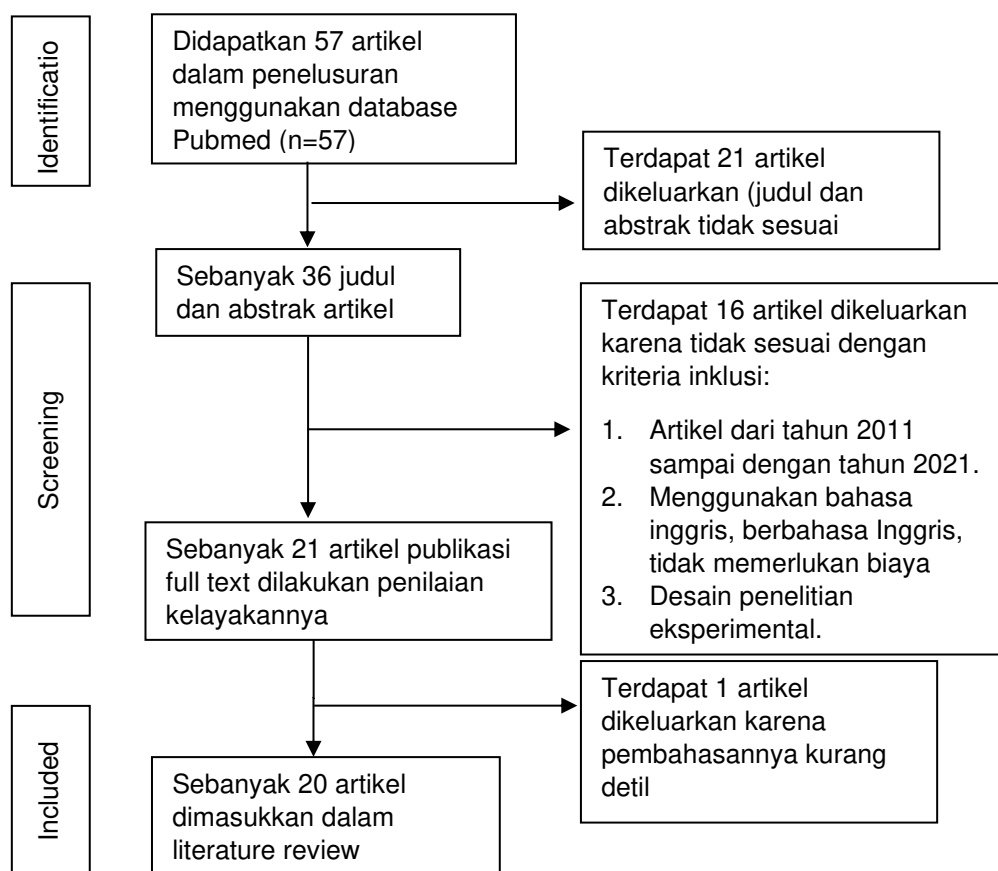 Identificatio
Didapatkan 57 artikel
dalam penelusuran
menggunakan database
Pubmed (n=57)
Terdapat 21 artikel
dikeluarkan (judul dan
abstrak tidak sesuai
Screening
Sebanyak 36 judul
dan abstrak artikel
Terdapat 16 artikel dikeluarkan
karena tidak sesuai dengan
kriteria inklusi:
1. Artikel dari tahun 2011
sampai dengan tahun 2021.
2. Menggunakan bahasa
inggris, berbahasa Inggris,
tidak memerlukan biaya
3. Desain penelitian
eksperimental.
Sebanyak 21 artikel publikasi
full text dilakukan penilaian
kelayakannya
Terdapat 1 artikel
dikeluarkan karena
pembahasannya kurang
detil
Included
Sebanyak 20 artikel
dimasukkan dalam
literature review